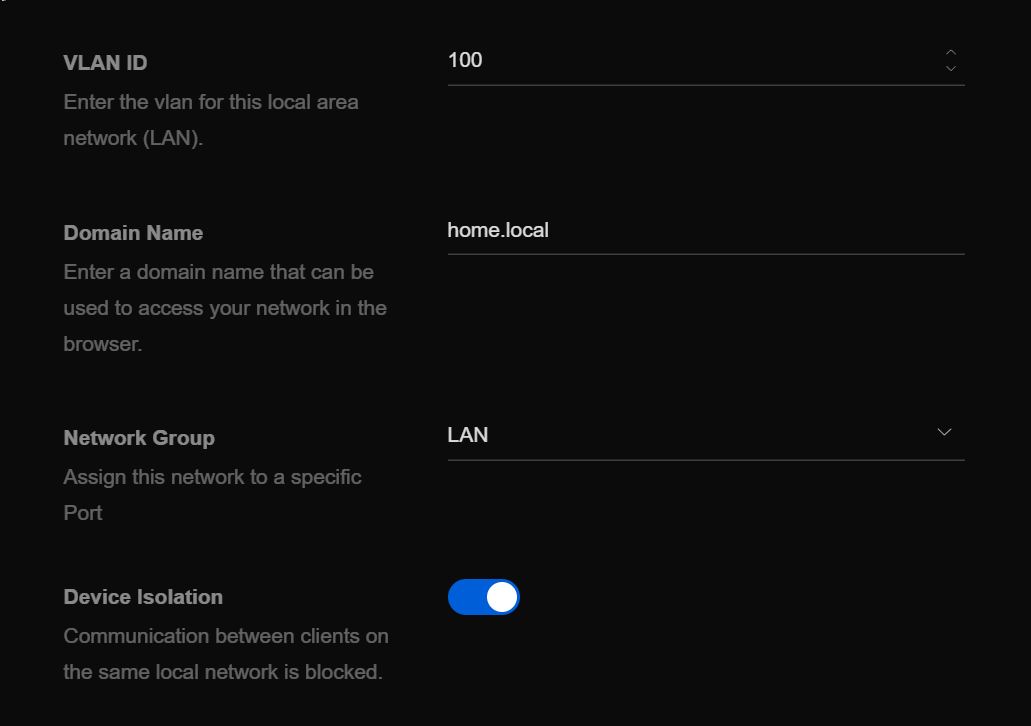 VLAN ID
100
Enter the vlan for this local area
network (LAN).
Domain Name
home.local
Enter a domain name that can be
used to access your network in the
browser.
Network Group
LAN
Assign this network to a specific
Port
Device Isolation
Communication between clients on
the same local network is blocked.